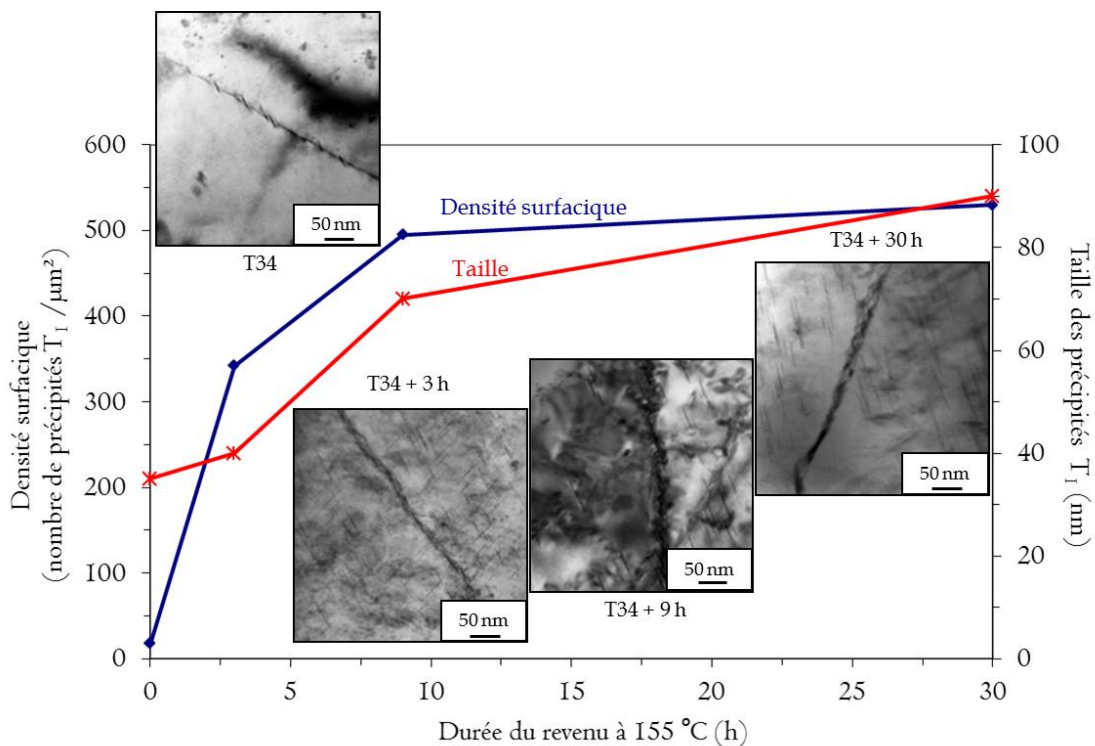 50 nm
T34
600
500
400
300
200
100
0
Densité surfacique
(nombre de précipités T₁ /µm²)
100
80
60
40
20
0
Taille des précipités T₁ (nm)
Densité surfacique
Taille
T34 + 30 h
50 nm
T34 + 3 h
50 nm
50 nm
T34 + 9 h
0 5 10 15 20 25 30
Durée du revenu à 155 °C (h)